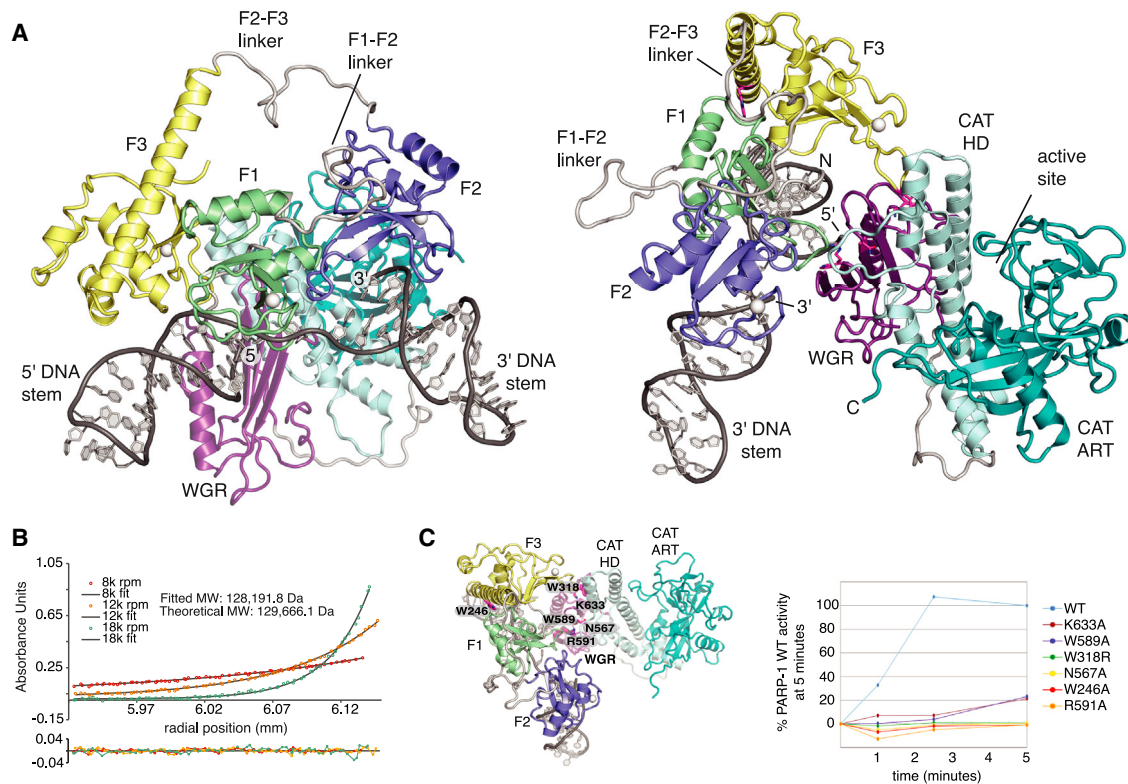 A
F2-F3
linker
F1-F2
linker
F3
F1
F2
3'
5
5' DNA
stem
3' DNA
stem
WGR
F2-F3
linker
F3
F1
CAT
HD
F1-F2
linker
N
active
site
5'
F2
3'
WGR
C
3' DNA
stem
CAT
ART
B
1.05
0.65
0.25
-0.15
0.04
-0.04
Absorbance Units
8k rpm
8k fit
12k rpm
12k fit
18k rpm
18k fit
Fitted MW: 128,191.8 Da
Theoretical MW: 129,666.1 Da
5.97 6.02 6.07 6.12
radial position (mm)
C
F3
CAT
HD
CAT
ART
W318
W246
K633
W589
N567
F1
R591
WGR
F2
% PARP-1 WT activity
at 5 minutes
100
80
60
40
20
0
1 2 3 4 5
time (minutes)
WT
K633A
W589A
W318R
N567A
W246A
R591A